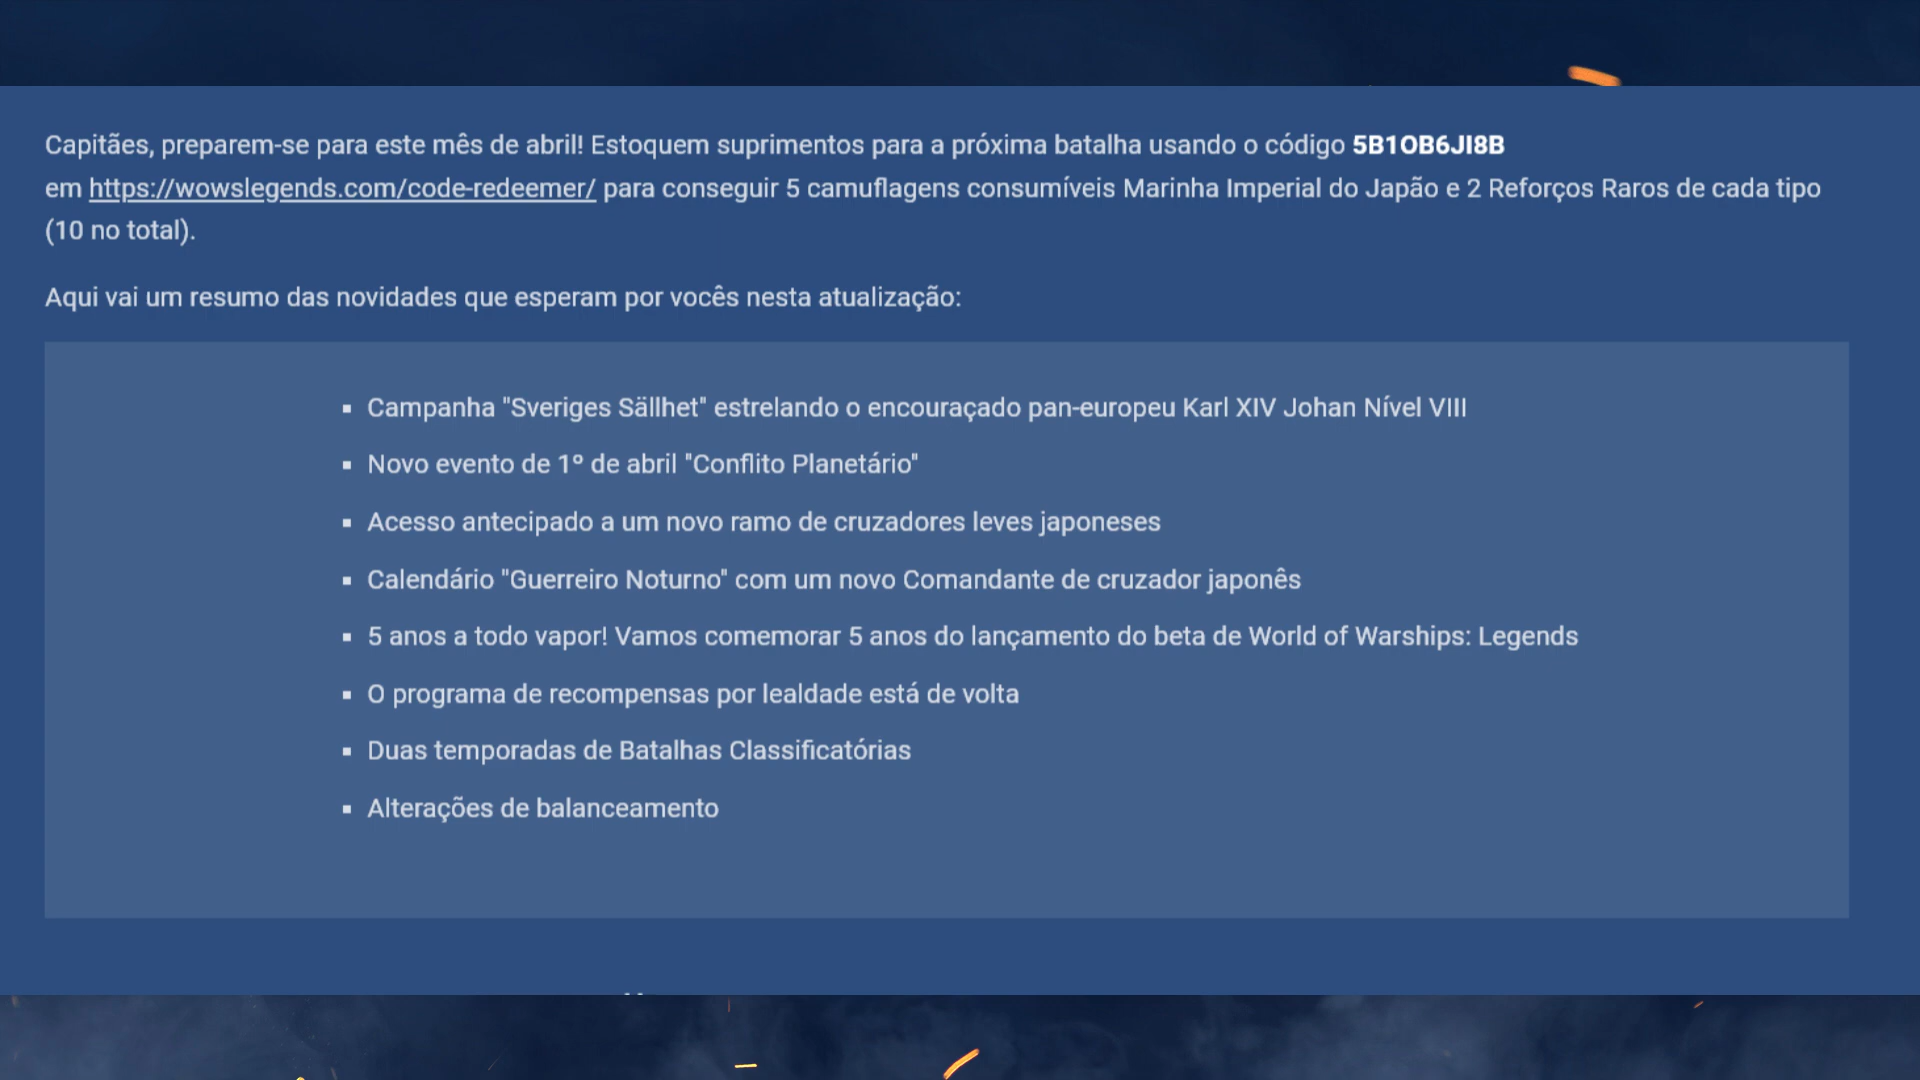 Capitães, preparem-se para este mês de abril! Estoquem suprimentos para a próxima batalha usando o código 5B1OB6JI8B
em https://wowslegends.com/code-redeemer/ para conseguir 5 camuflagens consumíveis Marinha Imperial do Japão e 2 Reforços Raros de cada tipo
(10 no total).
Aqui vai um resumo das novidades que esperam por vocês nesta atualização:
▪ Campanha "Sveriges Sällhet" estrelando o encouraçado pan-europeu Karl XIV Johan Nível VIII
▪ Novo evento de 1º de abril "Conflito Planetário"
▪ Acesso antecipado a um novo ramo de cruzadores leves japoneses
▪ Calendário "Guerreiro Noturno" com um novo Comandante de cruzador japonês
▪ 5 anos a todo vapor! Vamos comemorar 5 anos do lançamento do beta de World of Warships: Legends
▪ O programa de recompensas por lealdade está de volta
▪ Duas temporadas de Batalhas Classificatórias
▪ Alterações de balanceamento